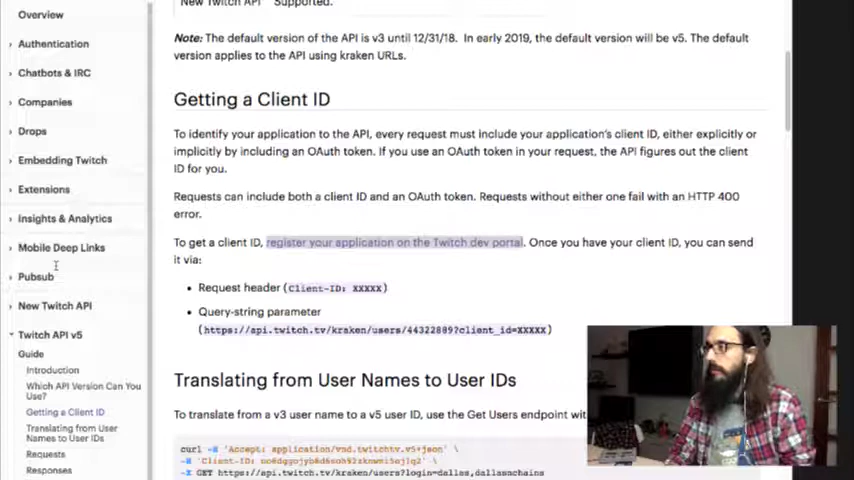 Overview
Authentication
Chatbots & IRC
Companies
Drops
Embedding Twitch
Extensions
Insights & Analytics
Mobile Deep Links
Pubsub
New Twitch API
Twitch API v5
Guide
Introduction
Which API Version Can You
Use?
Getting a Client ID
Translating from User
Names to User IDs
Requests
Responses
New Twitch API Supported.
Note: The default version of the API is v3 until 12/31/18. In early 2019, the default version will be v5. The default
version applies to the API using kraken URLs.
Getting a Client ID
To identify your application to the API, every request must include your application's client ID, either explicitly or
implicitly by including an OAuth token. If you use an OAuth token in your request, the API figures out the client
ID for you.
Requests can include both a client ID and an OAuth token. Requests without either one fail with an HTTP 400
error.
To get a client ID, register your application on the Twitch dev portal. Once you have your client ID, you can send
it via:
• Request header (Client-ID: XXXXX)
• Query-string parameter
(https://api.twitch.tv/kraken/users/44322889?client_id=XXXXX)
Translating from User Names to User IDs
To translate from a v3 user name to a v5 user ID, use the Get Users endpoint wit
curl -H 'Accept: application/vnd.twitchtv.v5+json' \
-H 'Client-ID:
-X GET https://api.twitch.tv/kraken/users?login=dallas,dallasnchains